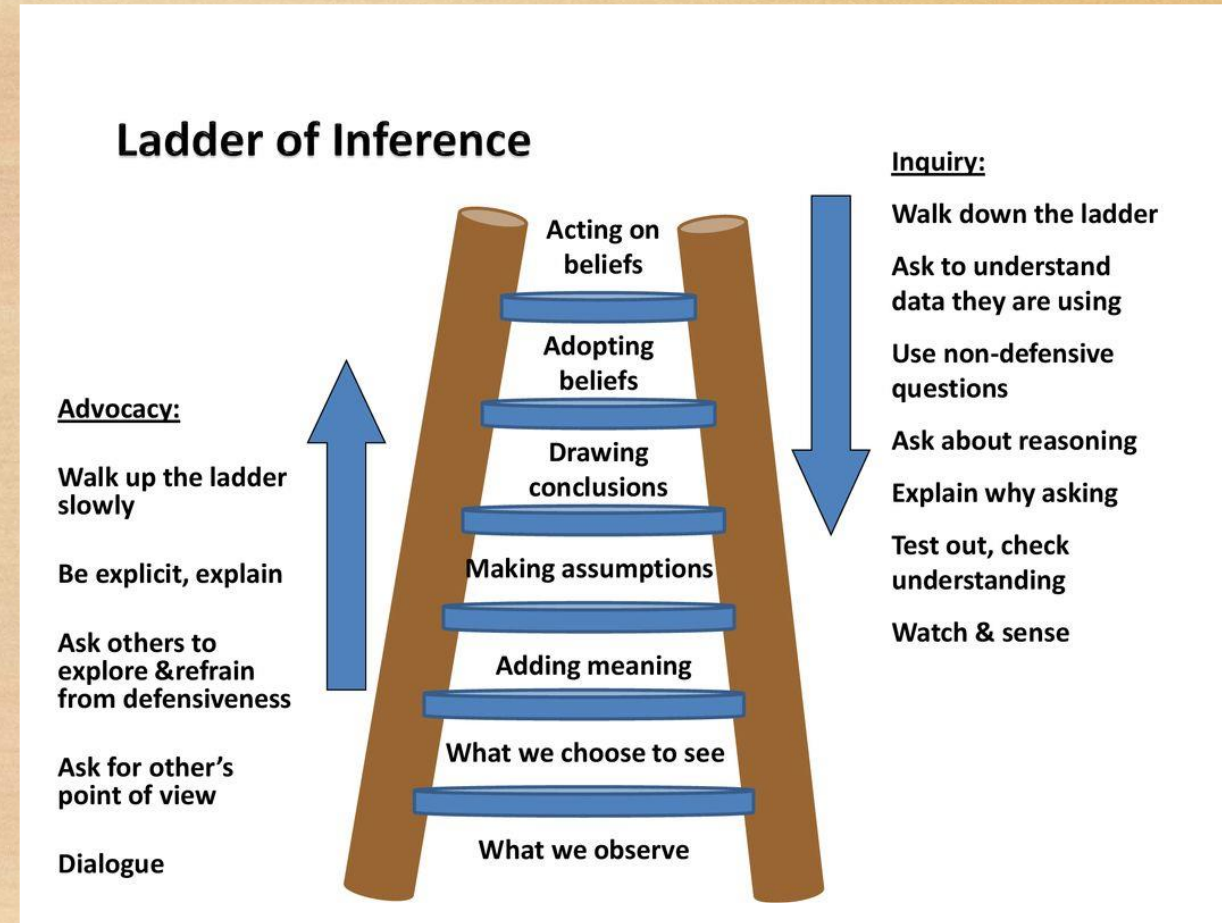 Ladder of Inference
Advocacy:
Walk up the ladder
slowly
Be explicit, explain
Ask others to
explore &refrain
from defensiveness
Ask for other’s
point of view
Dialogue
Acting on
beliefs
Adopting
beliefs
Drawing
conclusions
Making assumptions
Adding meaning
What we choose to see
What we observe
Inquiry:
Walk down the ladder
Ask to understand
data they are using
Use non-defensive
questions
Ask about reasoning
Explain why asking
Test out, check
understanding
Watch & sense